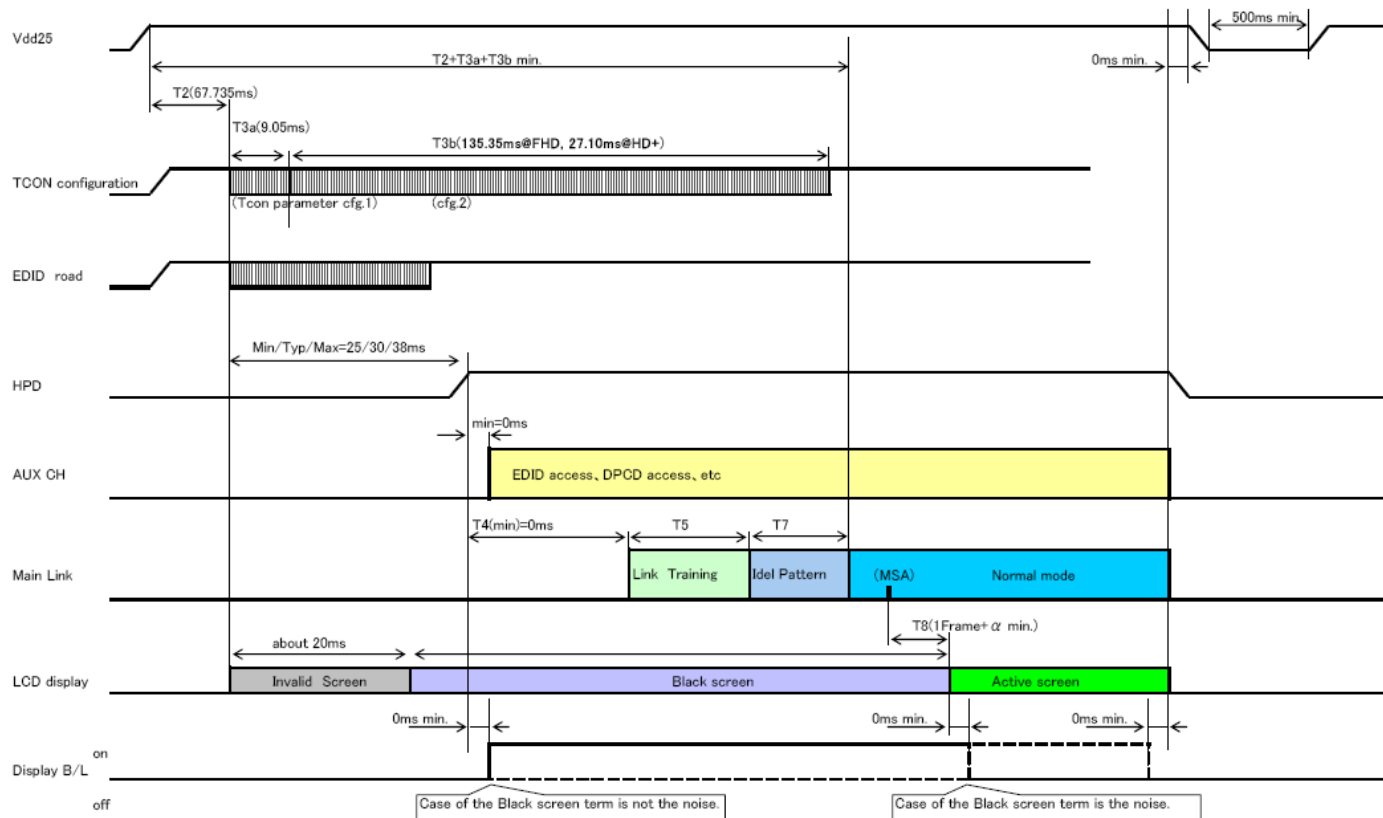 Vdd25
500ms min
T2+T3a+T3b min.
0ms min.
T2(67.735ms)
T3a(9.05ms)
T3b(135.35ms@FHD, 27.10ms@HD+)
TCON configuration
(Tcon parameter cfg.1)
(cfg.2)
EDID road
Min/Typ/Max=25/30/38ms
HPD
min=0ms
AUX CH
EDID access、DPCD access、etc
T4(min)=0ms
T5
T7
Main Link
Link Training
Idel Pattern
(MSA)
Normal mode
T8(1Frame+α min.)
about 20ms
LCD display
Invalid Screen
Black screen
Active screen
0ms min.
0ms min.
0ms min.
on
Display B/L
off
Case of the Black screen term is not the noise.
Case of the Black screen term is the noise.